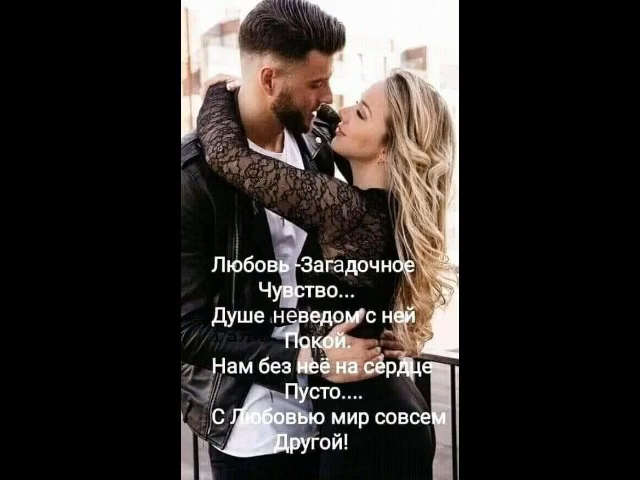 Любовь -Загадочное
Чувство...
Душе неведом с ней
Покой.
Нам без неё на сердце
Пусто....
С Любовью мир совсем
Другой!